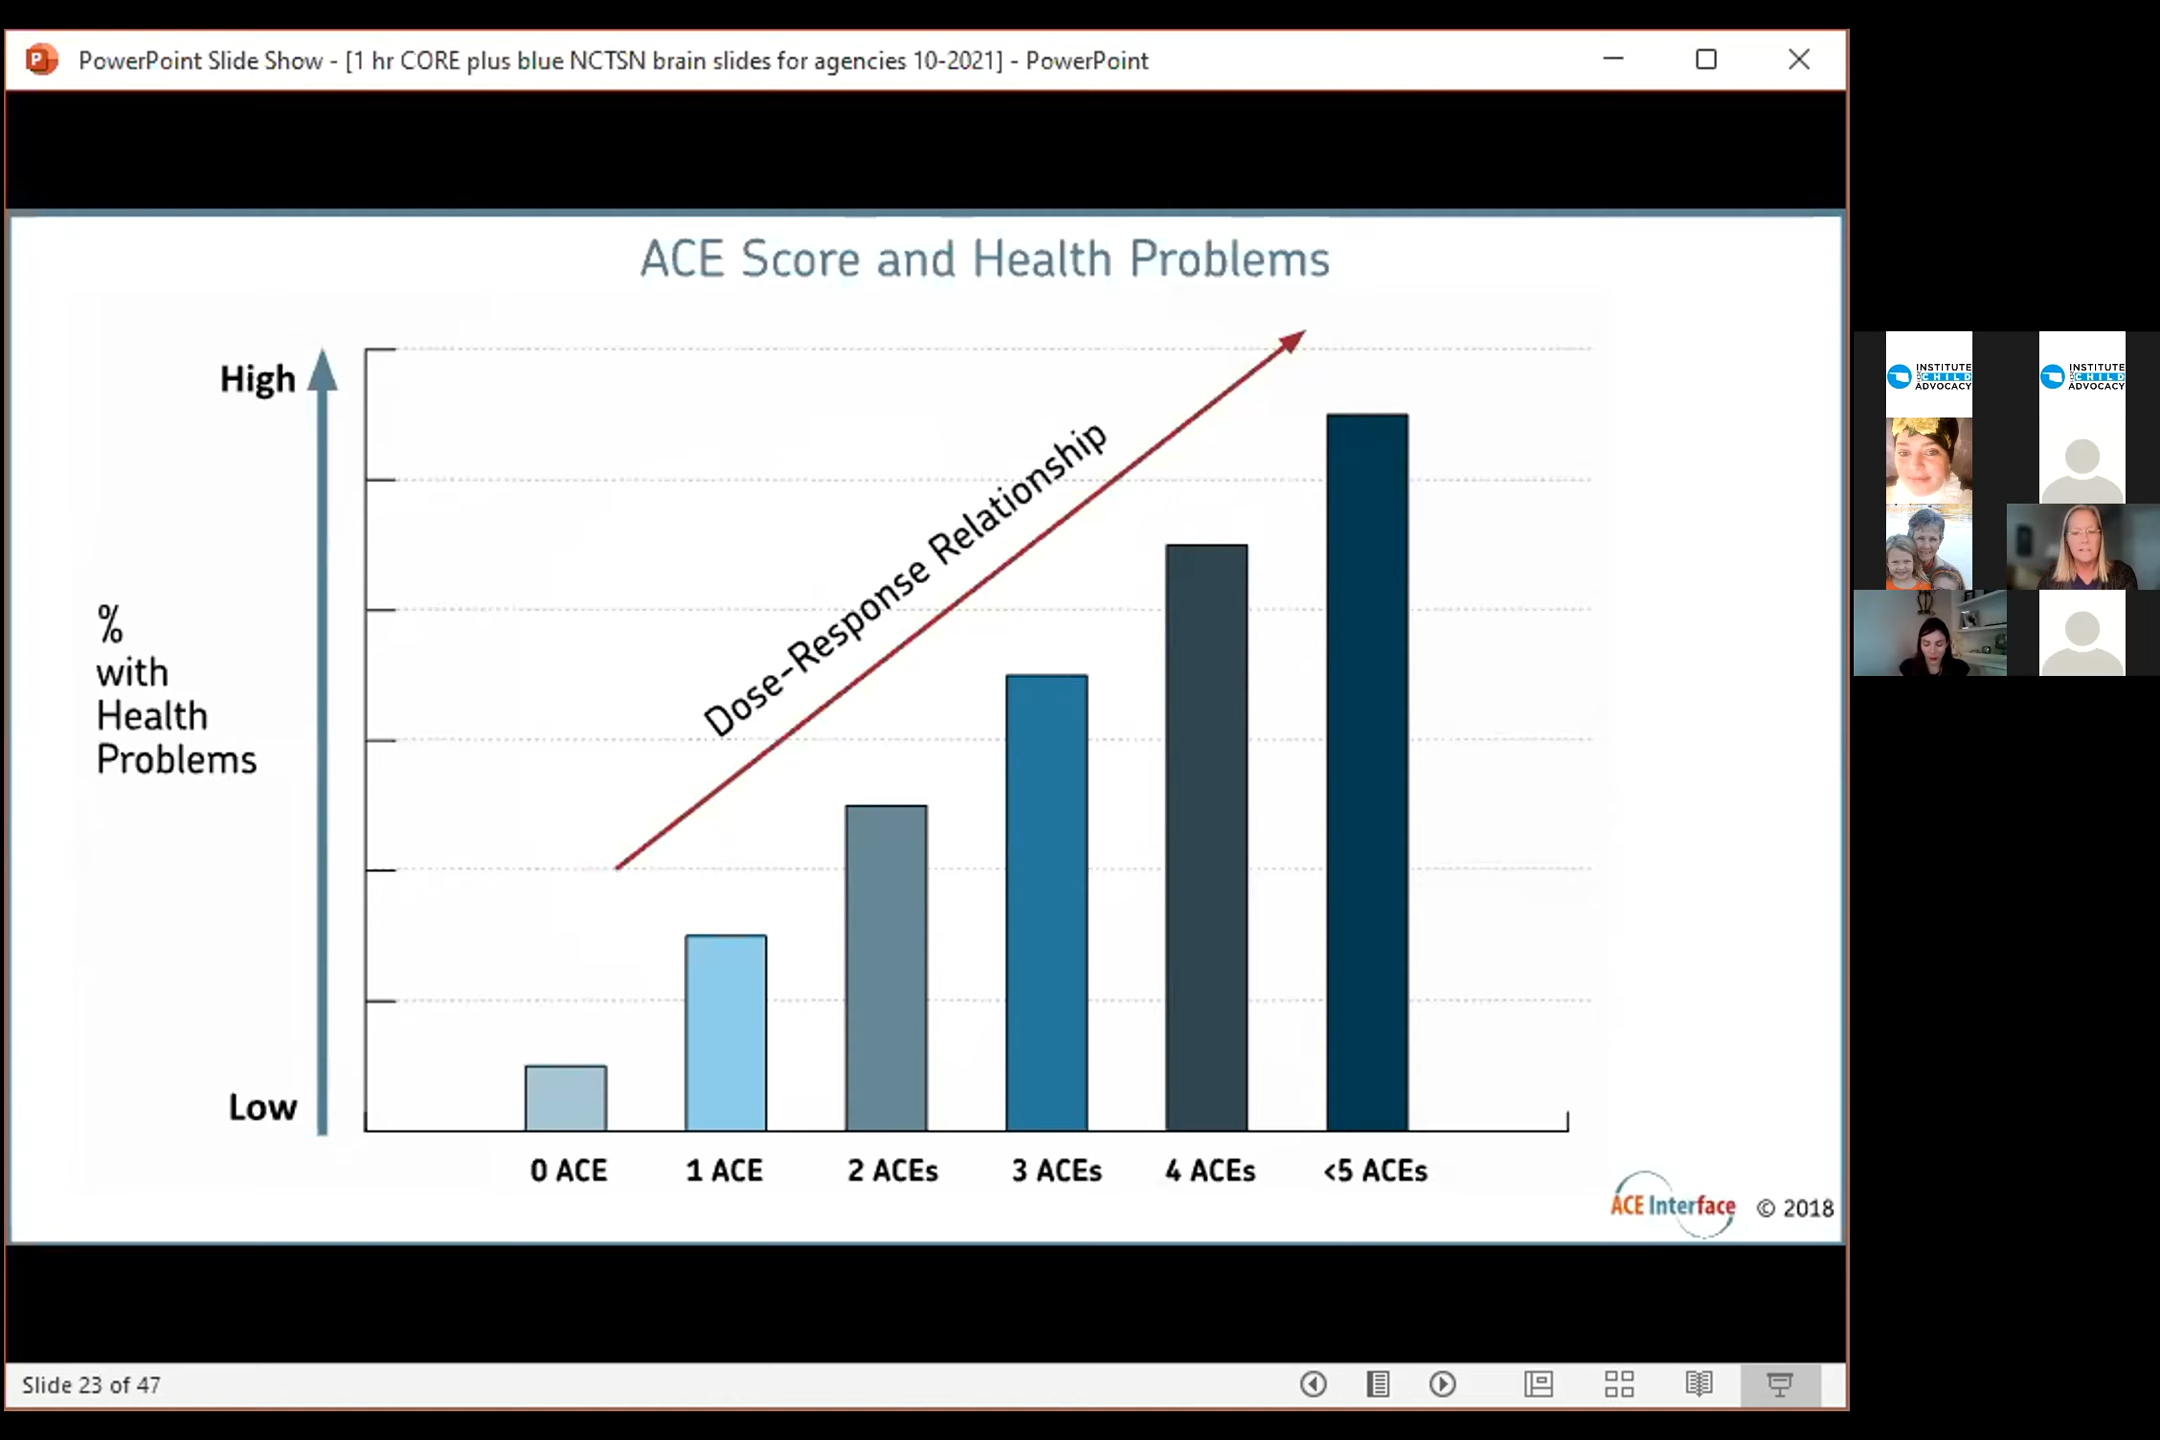 PowerPoint Slide Show - [1 hr CORE plus blue NCTSN brain slides for agencies 10-2021] - PowerPoint
ACE Score and Health Problems
High
%
with
Health
Problems
Low
Dose-Response Relationship
0 ACE
1 ACE
2 ACEs
3 ACEs
4 ACEs
<5 ACEs
ACE Interface
© 2018
INSTITUTE
CHILD
ADVOCACY
INSTITUTE
CHILD
ADVOCACY
Slide 23 of 47